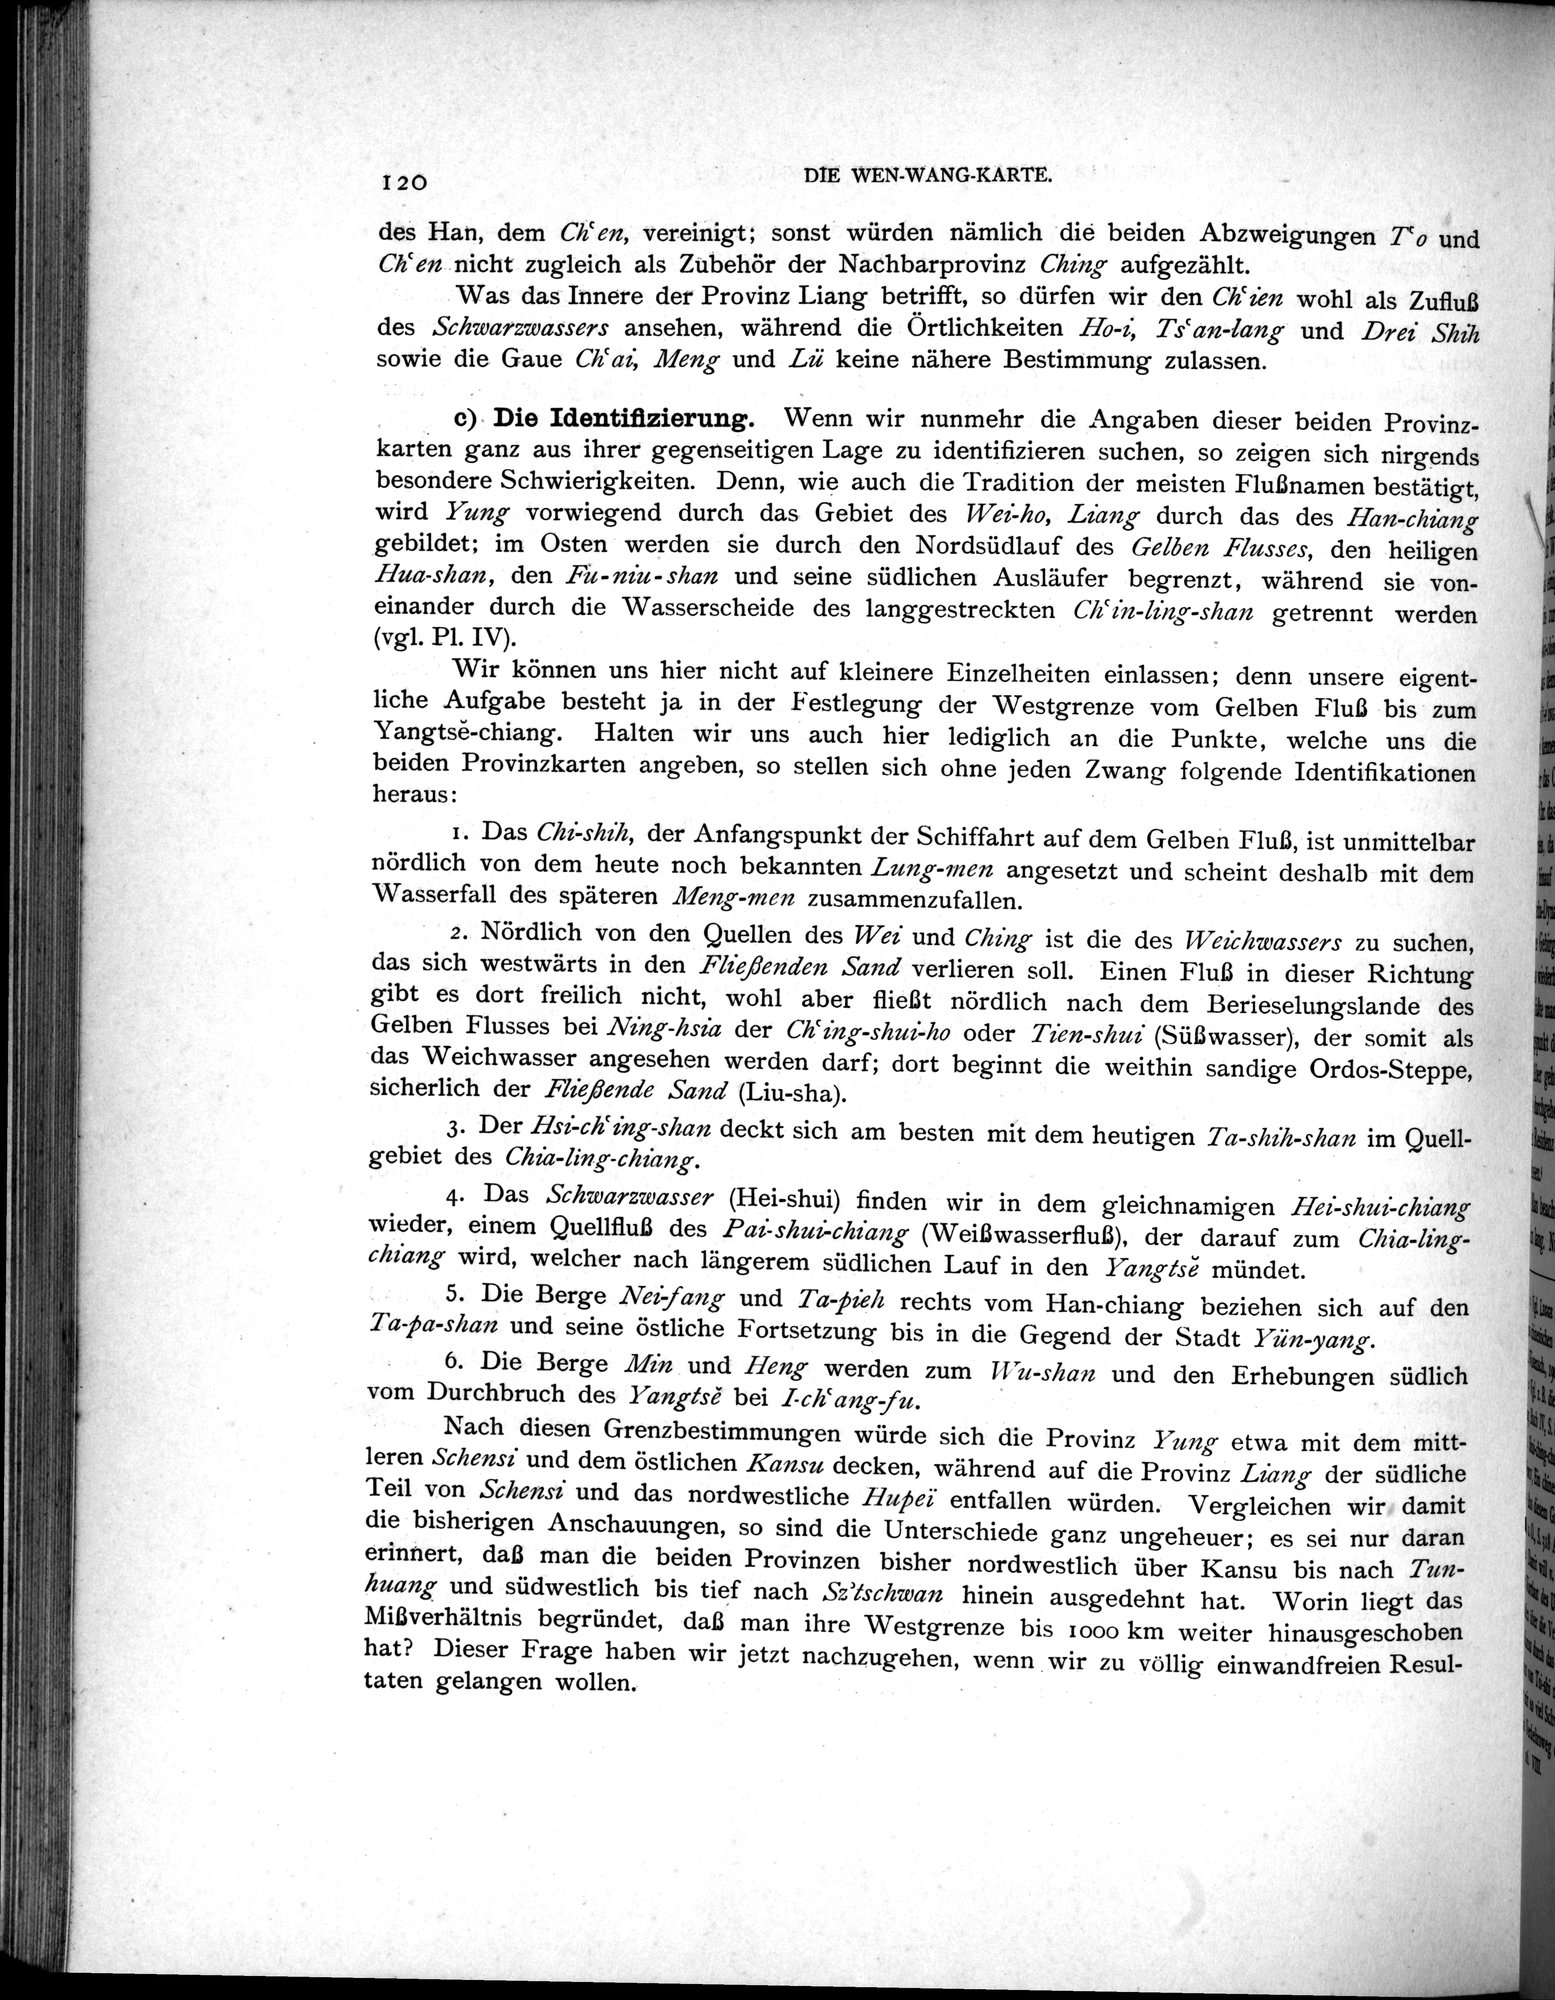 120
DIE WEN-WANG-KARTE.
des Han, dem Chʿen, vereinigt; sonst würden nämlich die beiden Abzweigungen Tʿo und
Chʿen nicht zugleich als Zubehör der Nachbarprovinz Ching aufgezählt.
Was das Innere der Provinz Liang betrifft, so dürfen wir den Chʿien wohl als Zufluß
des Schwarzwassers ansehen, während die Örtlichkeiten Ho-i, Tsʿan-lang und Drei Shih
sowie die Gaue Chʿai, Meng und Lü keine nähere Bestimmung zulassen.
c) Die Identifizierung. Wenn wir nunmehr die Angaben dieser beiden Provinz-
karten ganz aus ihrer gegenseitigen Lage zu identifizieren suchen, so zeigen sich nirgends
besondere Schwierigkeiten. Denn, wie auch die Tradition der meisten Flußnamen bestätigt,
wird Yung vorwiegend durch das Gebiet des Wei-ho, Liang durch das des Han-chiang
gebildet; im Osten werden sie durch den Nordsüdlauf des Gelben Flusses, den heiligen
Hua-shan, den Fu-niu-shan und seine südlichen Ausläufer begrenzt, während sie von-
einander durch die Wasserscheide des langgestreckten Chʿin-ling-shan getrennt werden
(vgl. Pl. IV).
Wir können uns hier nicht auf kleinere Einzelheiten einlassen; denn unsere eigent-
liche Aufgabe besteht ja in der Festlegung der Westgrenze vom Gelben Fluß bis zum
Yangtsĕ-chiang. Halten wir uns auch hier lediglich an die Punkte, welche uns die
beiden Provinzkarten angeben, so stellen sich ohne jeden Zwang folgende Identifikationen
heraus:
1. Das Chi-shih, der Anfangspunkt der Schiffahrt auf dem Gelben Fluß, ist unmittelbar
nördlich von dem heute noch bekannten Lung-men angesetzt und scheint deshalb mit dem
Wasserfall des späteren Meng-men zusammenzufallen.
2. Nördlich von den Quellen des Wei und Ching ist die des Weichwassers zu suchen,
das sich westwärts in den Fließenden Sand verlieren soll. Einen Fluß in dieser Richtung
gibt es dort freilich nicht, wohl aber fließt nördlich nach dem Berieselungslande des
Gelben Flusses bei Ning-hsia der Chʿing-shui-ho oder Tien-shui (Süßwasser), der somit als
das Weichwasser angesehen werden darf; dort beginnt die weithin sandige Ordos-Steppe,
sicherlich der Fließende Sand (Liu-sha).
3. Der Hsi-chʿing-shan deckt sich am besten mit dem heutigen Ta-shih-shan im Quell-
gebiet des Chia-ling-chiang.
4. Das Schwarzwasser (Hei-shui) finden wir in dem gleichnamigen Hei-shui-chiang
wieder, einem Quellfluß des Pai-shui-chiang (Weißwasserfluß), der darauf zum Chia-ling-
chiang wird, welcher nach längerem südlichen Lauf in den Yangtsĕ mündet.
5. Die Berge Nei-fang und Ta-pieh rechts vom Han-chiang beziehen sich auf den
Ta-pa-shan und seine östliche Fortsetzung bis in die Gegend der Stadt Yün-yang.
6. Die Berge Min und Heng werden zum Wu-shan und den Erhebungen südlich
vom Durchbruch des Yangtsĕ bei I-chʿang-fu.
Nach diesen Grenzbestimmungen würde sich die Provinz Yung etwa mit dem mitt-
leren Schensi und dem östlichen Kansu decken, während auf die Provinz Liang der südliche
Teil von Schensi und das nordwestliche Hupeï entfallen würden. Vergleichen wir damit
die bisherigen Anschauungen, so sind die Unterschiede ganz ungeheuer; es sei nur daran
erinnert, daß man die beiden Provinzen bisher nordwestlich über Kansu bis nach Tun-
huang und südwestlich bis tief nach Sz'tschwan hinein ausgedehnt hat. Worin liegt das
Mißverhältnis begründet, daß man ihre Westgrenze bis 1000 km weiter hinausgeschoben
hat? Dieser Frage haben wir jetzt nachzugehen, wenn wir zu völlig einwandfreien Resul-
taten gelangen wollen.